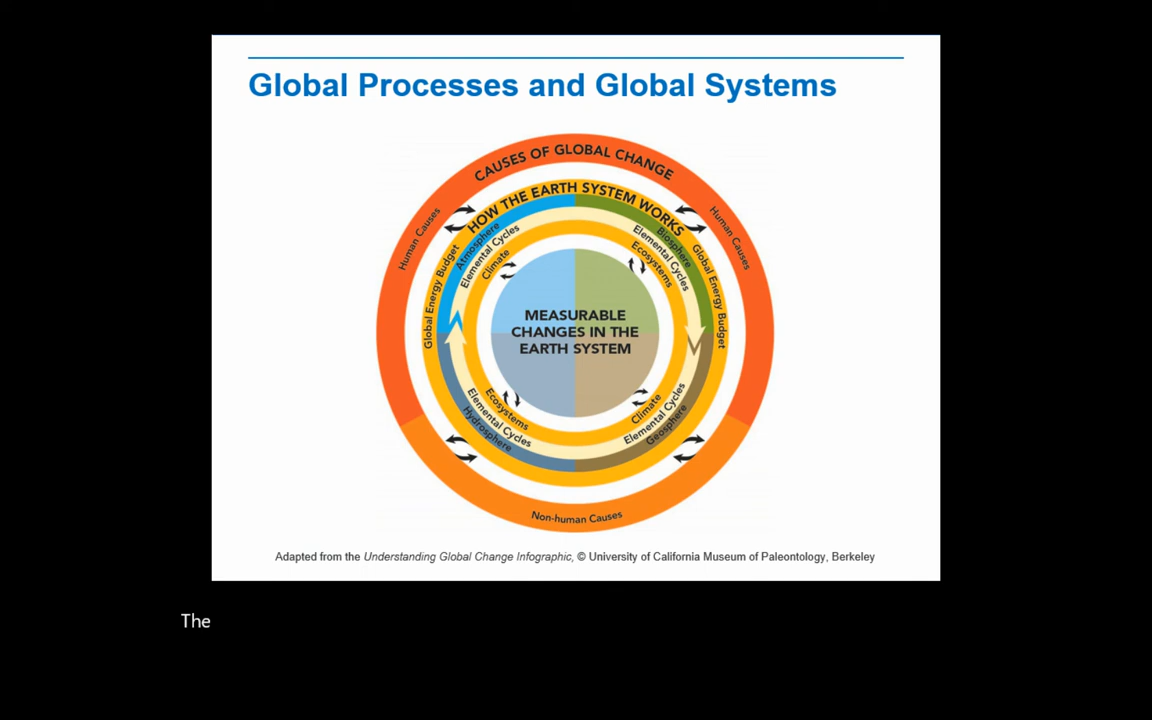 Global Processes and Global Systems
CAUSES OF GLOBAL CHANGE
HOW THE EARTH SYSTEM WORKS
Human Causes
Human Causes
Global Energy Budget
Atmosphere
Elemental Cycles
Climate
Biosphere
Elemental Cycles
Ecosystems
Global Energy Budget
MEASURABLE
CHANGES IN THE
EARTH SYSTEM
Ecosystems
Elemental Cycles
Hydrosphere
Climate
Elemental Cycles
Geosphere
Non-human Causes
Adapted from the Understanding Global Change Infographic, © University of California Museum of Paleontology, Berkeley
The